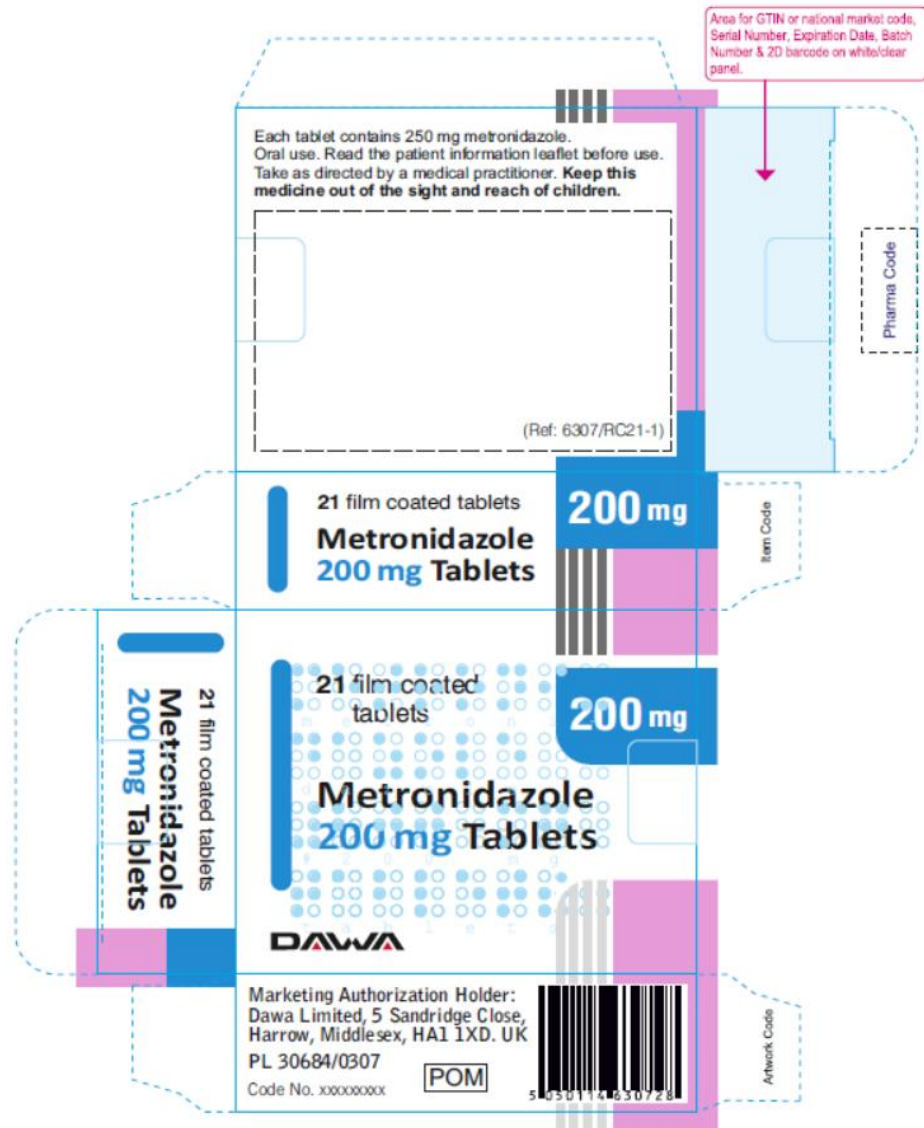 Area for GTIN or national market code,
Serial Number, Expiration Date, Batch
Number & 2D barcode on white/clear
panel.
Each tablet contains 250 mg metronidazole.
Oral use. Read the patient information leaflet before use.
Take as directed by a medical practitioner. Keep this
medicine out of the sight and reach of children.
Pharma Code
(Ref: 6307/RC21-1)
21 film coated tablets
Metronidazole
200 mg Tablets
200 mg
Item Code
21 film coated tablets
Metronidazole
200 mg Tablets
21 film coated
tablets
200 mg
Metronidazole
200 mg Tablets
DAWA
Marketing Authorization Holder:
Dawa Limited, 5 Sandridge Close,
Harrow, Middlesex, HA1 1XD. UK
PL 30684/0307
Code No. xxxxxxxxx
POM
5 050114 630728
Artwork Code